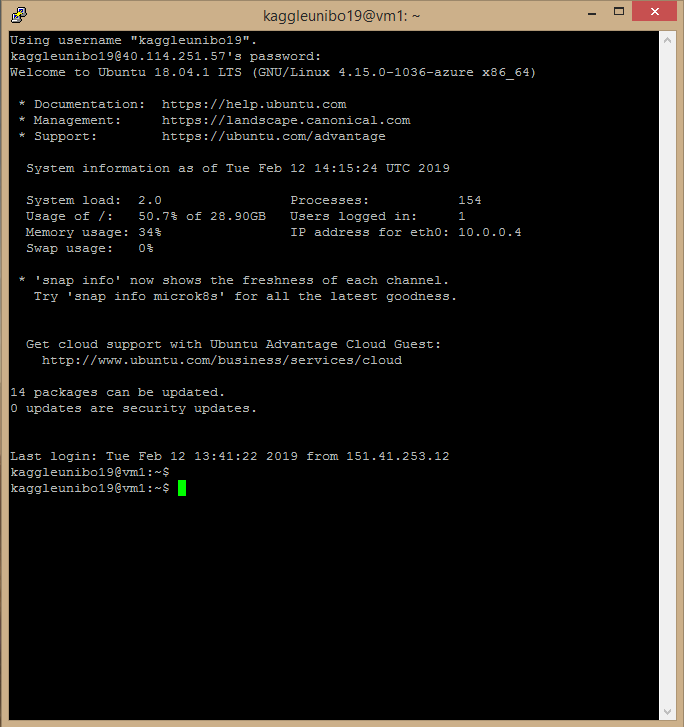 kaggleunibo19@vm1: ~
Using username "kaggleunibo19".
kaggleunibo19@40.114.251.57's password:
Welcome to Ubuntu 18.04.1 LTS (GNU/Linux 4.15.0-1036-azure x86_64)
* Documentation:  https://help.ubuntu.com
* Management:     https://landscape.canonical.com
* Support:        https://ubuntu.com/advantage
System information as of Tue Feb 12 14:15:24 UTC 2019
System load:  2.0                Processes:           154
Usage of /:   50.7% of 28.90GB   Users logged in:     1
Memory usage: 34%                IP address for eth0: 10.0.0.4
Swap usage:   0%
* 'snap info' now shows the freshness of each channel.
Try 'snap info microk8s' for all the latest goodness.
Get cloud support with Ubuntu Advantage Cloud Guest:
http://www.ubuntu.com/business/services/cloud
14 packages can be updated.
0 updates are security updates.
Last login: Tue Feb 12 13:41:22 2019 from 151.41.253.12
kaggleunibo19@vm1:~$
kaggleunibo19@vm1:~$